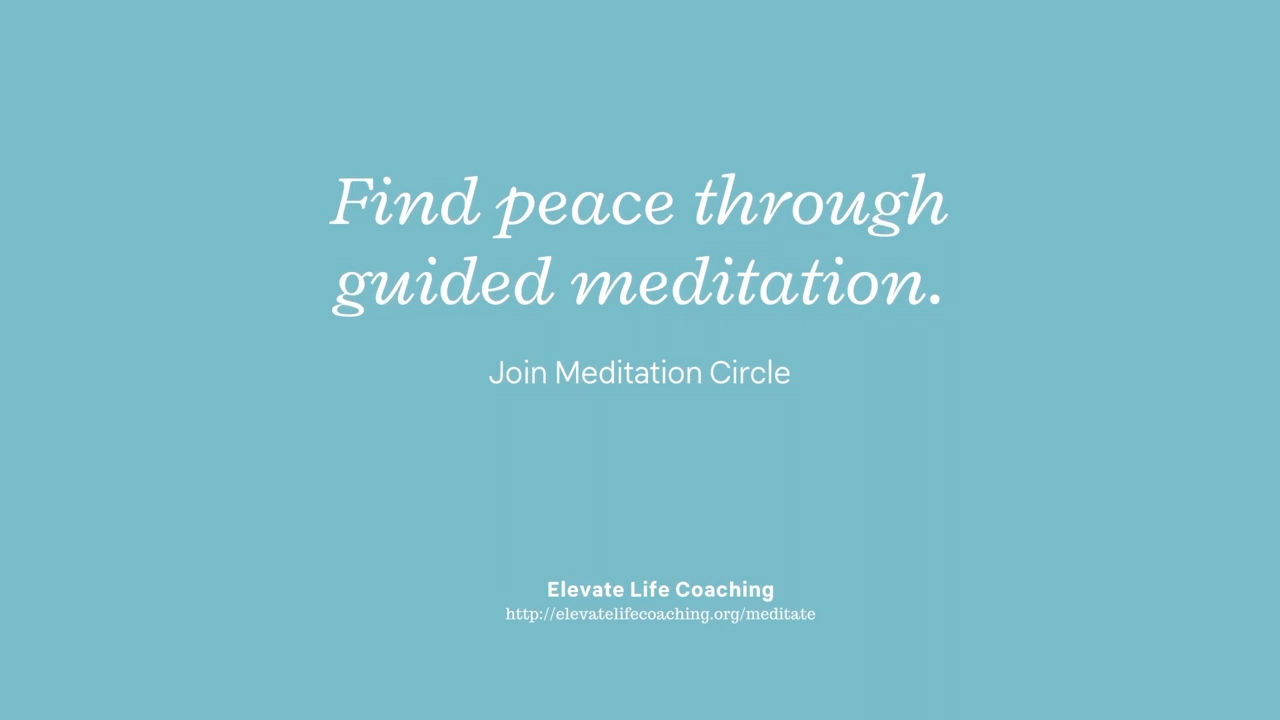 Find peace through
guided meditation.
Join Meditation Circle
Elevate Life Coaching
http://elevatelifecoaching.org/meditate